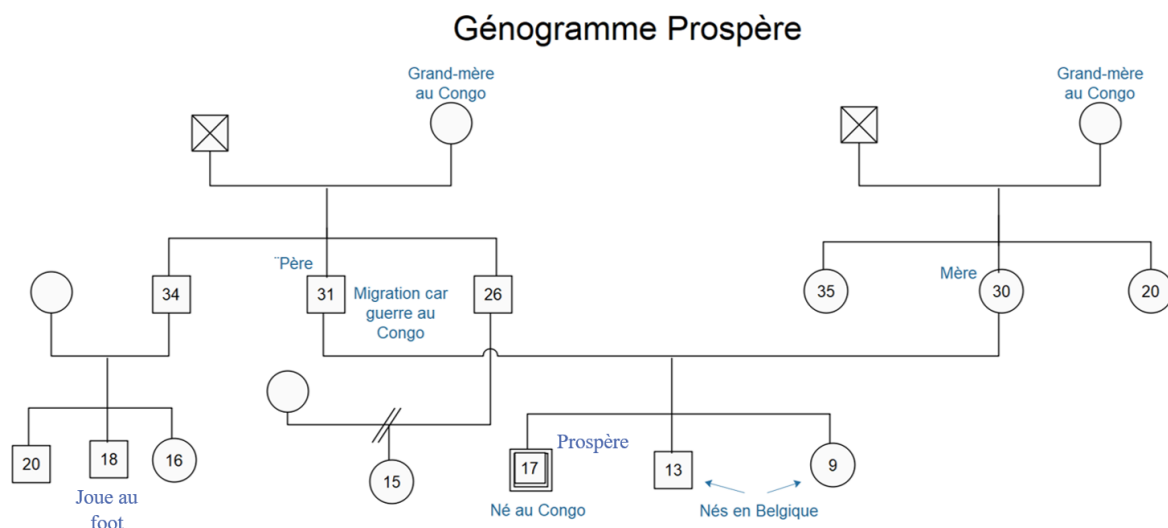 Génogramme Prospère
Grand-mère
au Congo
Grand-mère
au Congo
¨Père
Mère
34
31
Migration car
guerre au
Congo
26
35
30
20
20
18
16
Joue au
foot
15
Prospère
17
13
9
Né au Congo
Nés en Belgique